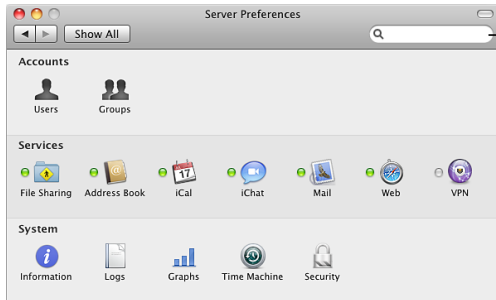 Server Preferences
Show All
Accounts
Users Groups
Services
File Sharing Address Book iCal iChat Mail Web VPN
17
System
Information Logs Graphs Time Machine Security